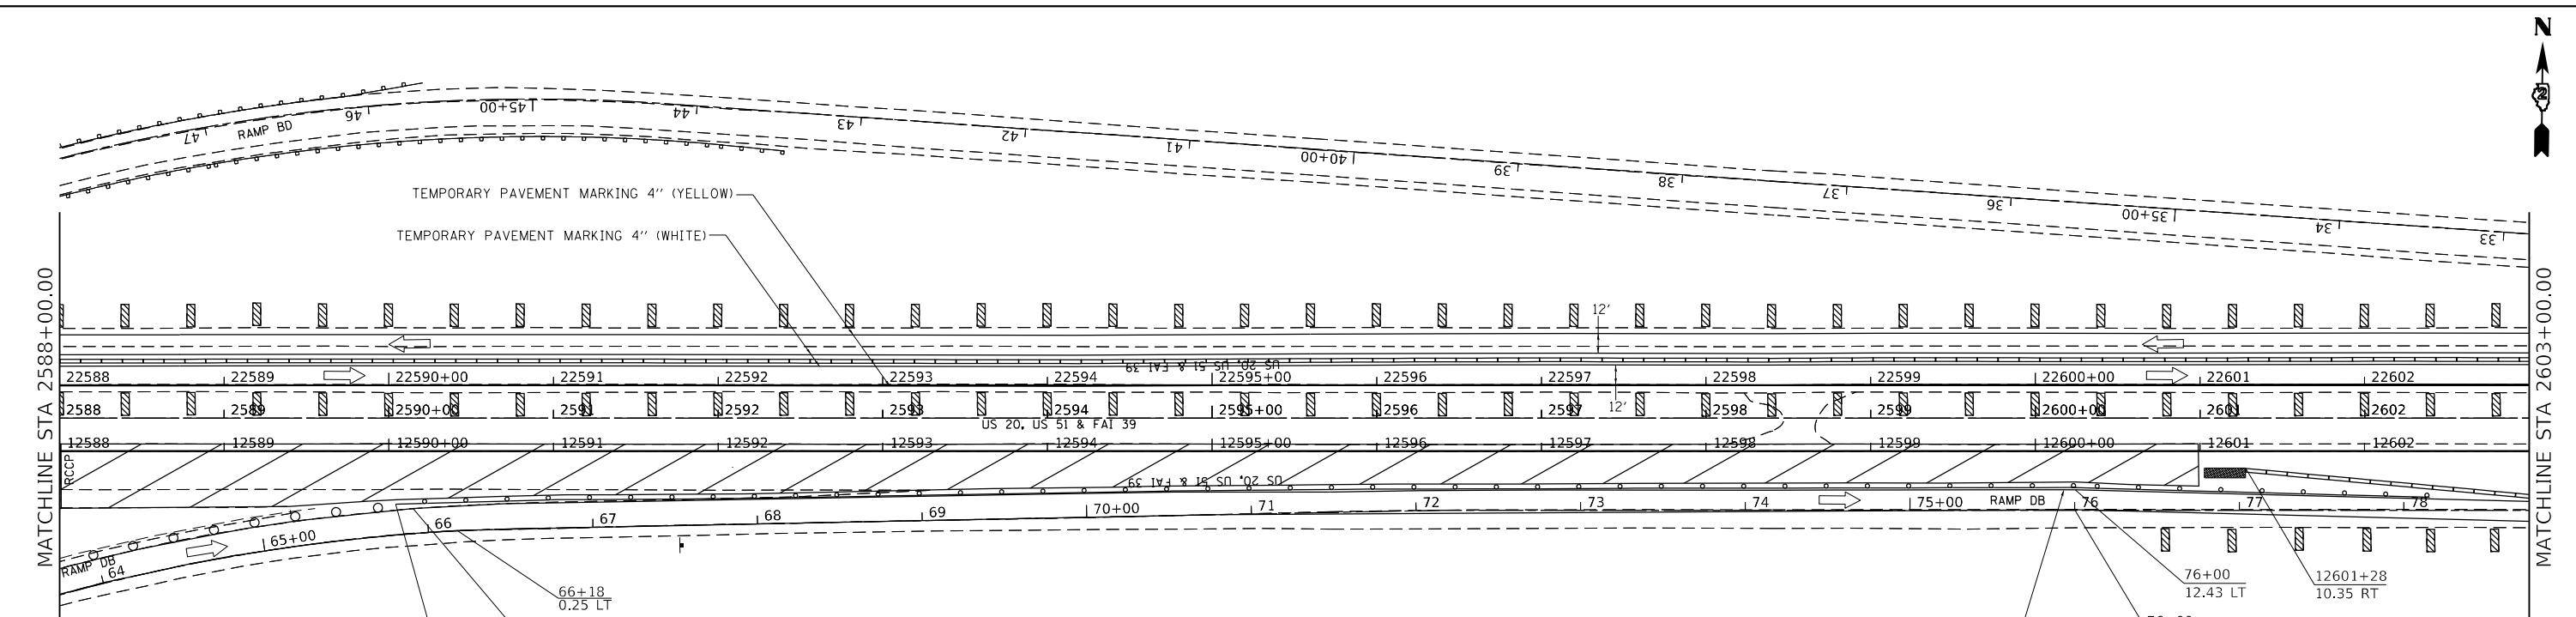 N
2
45+00
44
46
43
47
RAMP BD
42
41
40+00
39
38
37
36
35+00
34
33
TEMPORARY PAVEMENT MARKING 4'' (YELLOW)
TEMPORARY PAVEMENT MARKING 4'' (WHITE)
MATCHLINE STA 2588+00.00
MATCHLINE STA 2603+00.00
12'
US 20, US 51 & FAI 39
22588 22589 22590+00 22591 22592 22593 22594 22595+00 22596 22597 22598 22599 22600+00 22601 22602
12'
2588 2589 2590+00 2591 2592 2593 2594 2595+00 2596 2597 2598 2599 2600+00 2601 2602
US 20, US 51 & FAI 39
12588 12589 12590+00 12591 12592 12593 12594 12595+00 12596 12597 12598 12599 12600+00 12601 12602
RCCP
US 20, US 51 & FAI 39
RAMP DB
64 65+00 66 67 68 69 70+00 71 72 73 74 75+00 76 77 78
RAMP DB
66+18
0.25 LT
76+00
12.43 LT
12601+28
10.35 RT